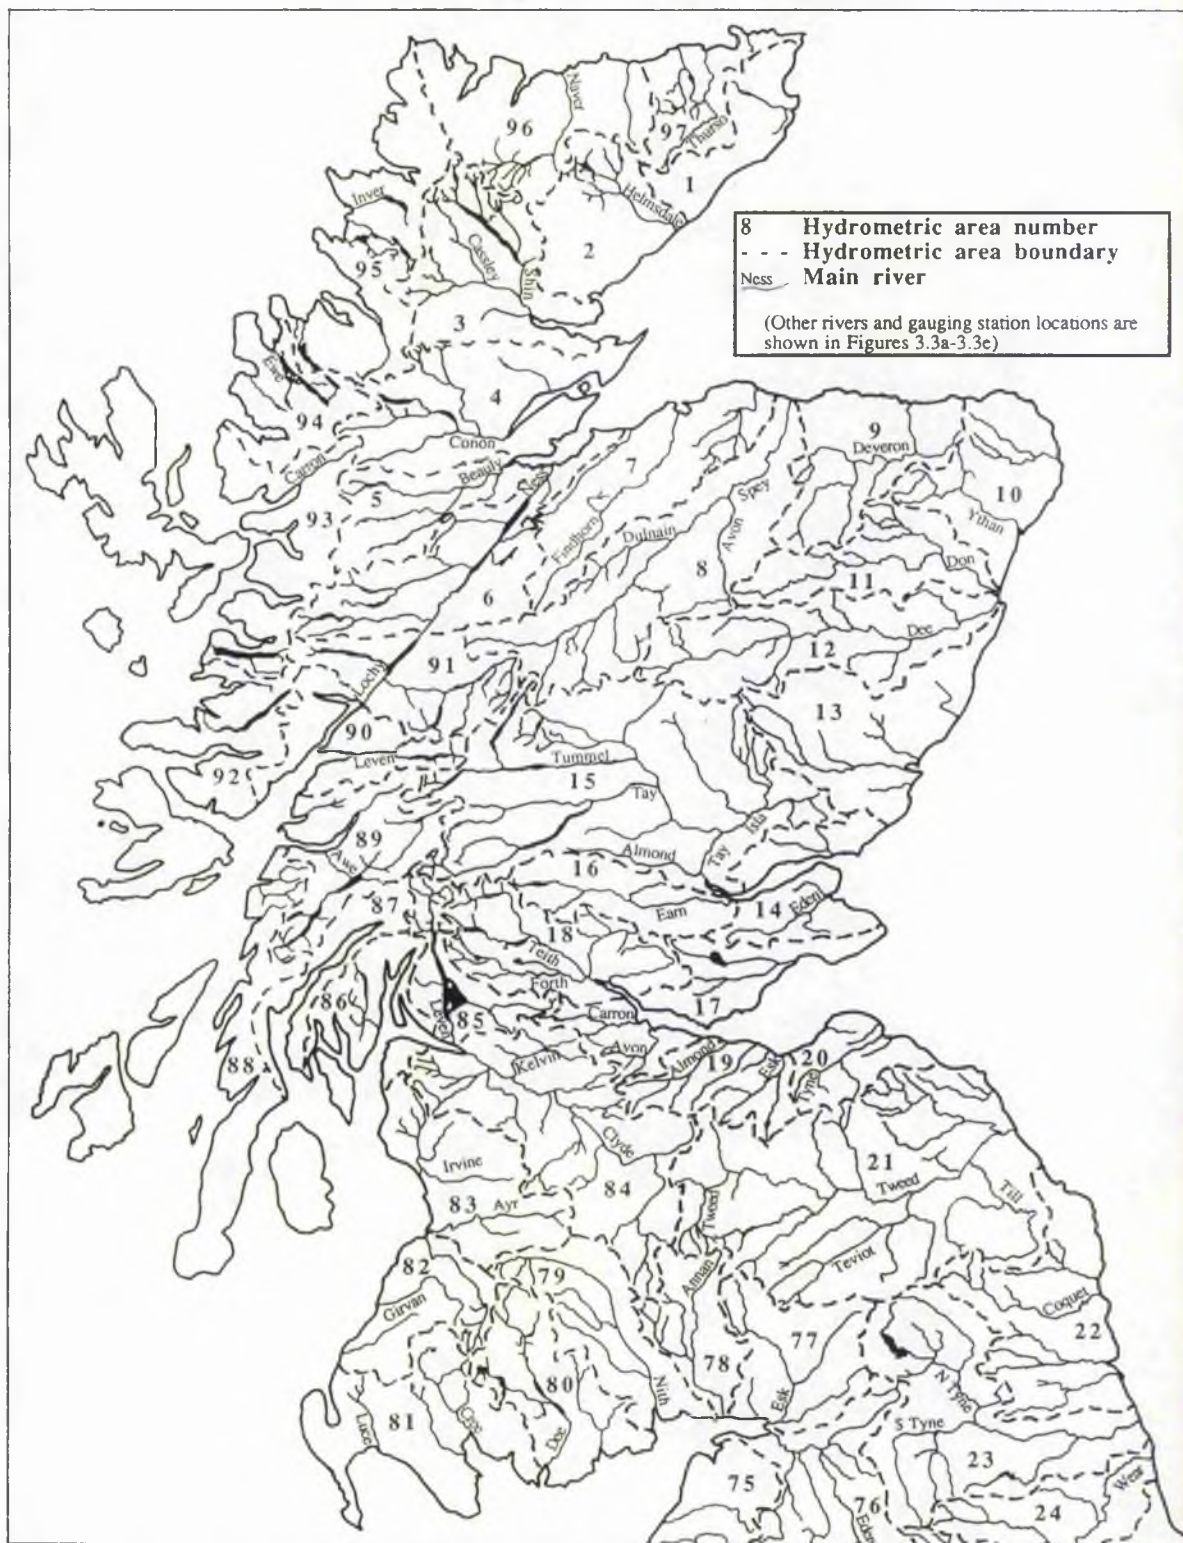 96
Naver
97
Thurso
1
Inver
Helmsdale
8 Hydrometric area number
- - - Hydrometric area boundary
Ness Main river
(Other rivers and gauging station locations are
shown in Figures 3.3a-3.3e)
2
Cassley
Shin
95
3
Ewe
4
94
Conon
Carron
9
Deveron
7
Beauly
Ness
5
93
10
Spey
Ythan
Findhorn
Dulnain
Avon
8
Don
11
6
Dee
12
91
Lochy
13
90
Leven
Tummel
92
15
Tay
Isla
89
Awe
Almond
Tay
16
87
Earn
14
Eden
18
Teith
Forth
86
17
Leven
85
Carron
88
Kelvin
Avon
Almond
19
Esk
20
Tyne
Clyde
Irvine
21
84
Tweed
Till
83
Ayr
Tweed
82
79
Annan
Teviot
Girvan
Coquet
22
77
78
80
Nith
Esk
N Tyne
81
Luce
Cree
Dee
S Tyne
23
75
Wear
76
Eden
24